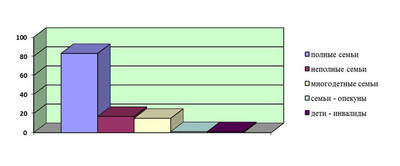 100
80
60
40
20
0
полные семьи
неполные семьи
многодетные семьи
семьи - опекуны
дети - инвалиды